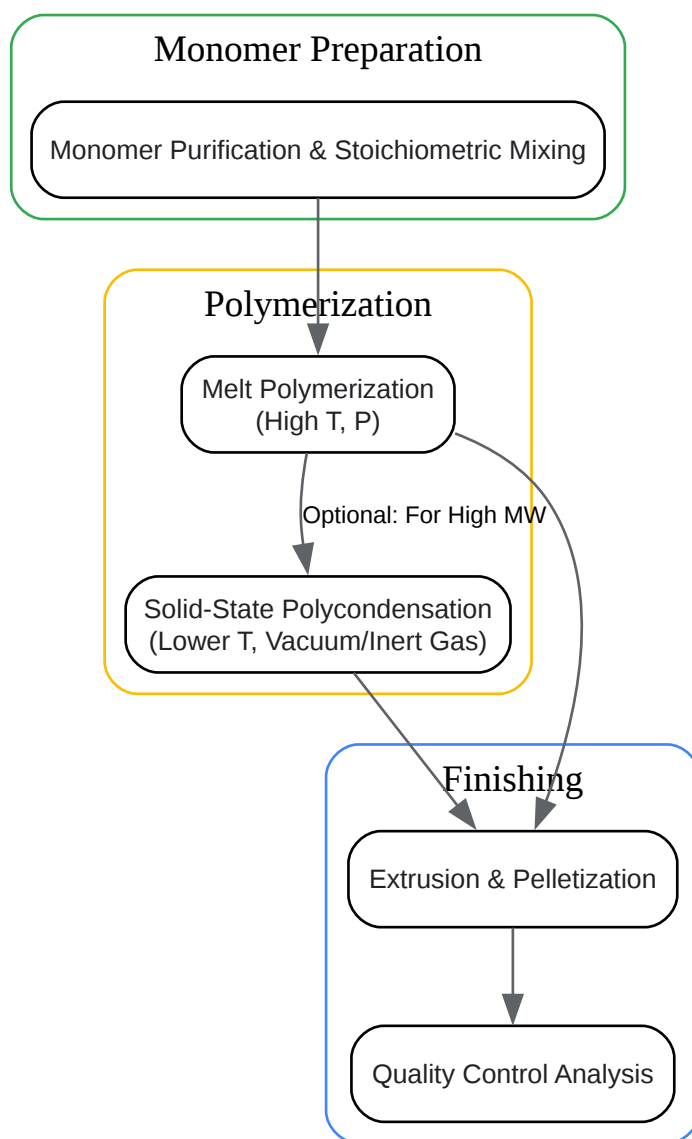 Monomer Preparation
Monomer Purification & Stoichiometric Mixing
Polymerization
Melt Polymerization
(High T, P)
Optional: For High MW
Solid-State Polycondensation
(Lower T, Vacuum/Inert Gas)
Finishing
Extrusion & Pelletization
Quality Control Analysis